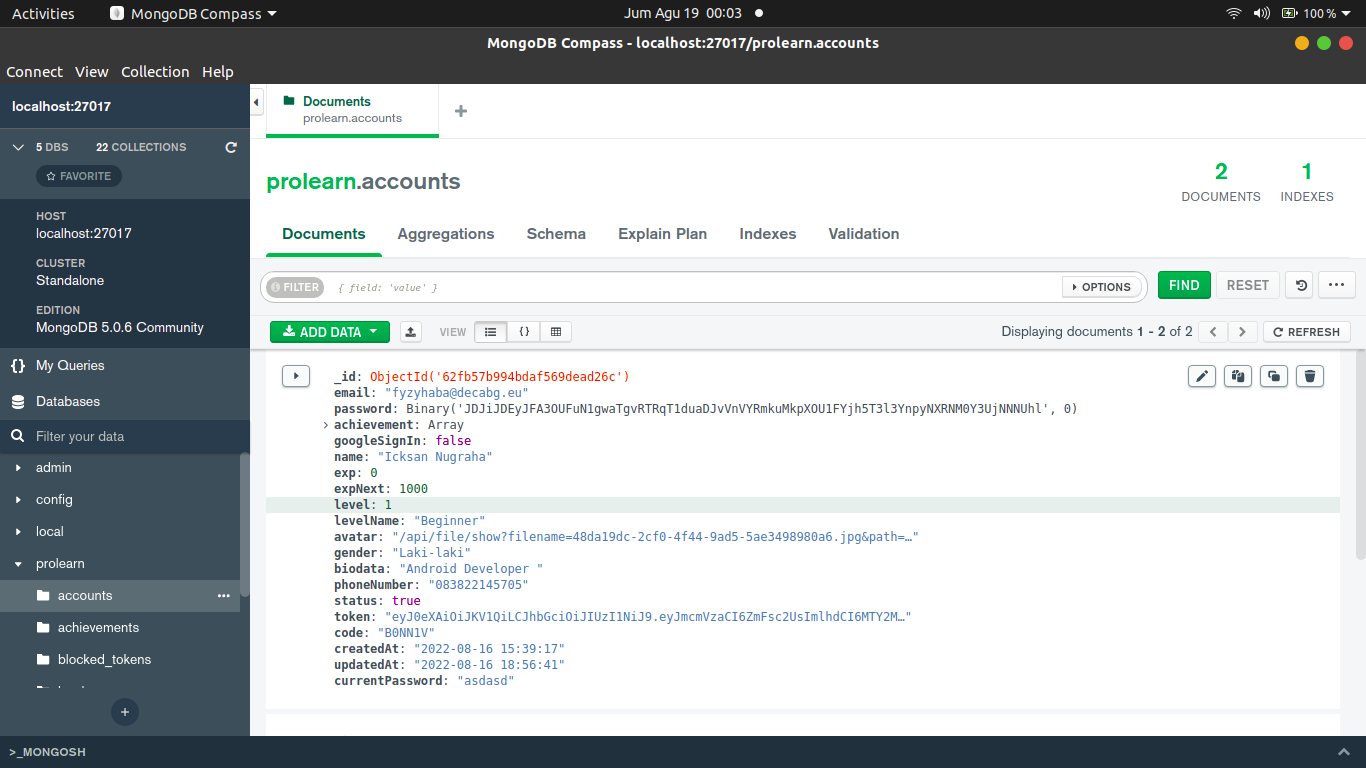 Activities MongoDB Compass Jum Agu 19 00:03 100 %
MongoDB Compass - localhost:27017/prolearn.accounts
Connect View Collection Help
localhost:27017
5 DBS 22 COLLECTIONS
FAVORITE
HOST
localhost:27017
CLUSTER
Standalone
EDITION
MongoDB 5.0.6 Community
My Queries
Databases
Filter your data
admin
config
local
prolearn
accounts
achievements
blocked_tokens
>_MONGOSH
Documents
prolearn.accounts
prolearn.accounts
2
DOCUMENTS
1
INDEXES
Documents Aggregations Schema Explain Plan Indexes Validation
FILTER { field: 'value' } OPTIONS FIND RESET
ADD DATA VIEW Displaying documents 1 - 2 of 2 REFRESH
_id: ObjectId('62fb57b994bdaf569dead26c')
email: "fyzyhaba@decabg.eu"
password: Binary('JDJiJDEyJFA3OUFuN1gwaTgvRTRqT1duaDJvVnVYRmkuMkpXOU1FYjh5T3l3YnpyNXRNM0Y3UjNNNUhl', 0)
achievement: Array
googleSignIn: false
name: "Icksan Nugraha"
exp: 0
expNext: 1000
level: 1
levelName: "Beginner"
avatar: "/api/file/show?filename=48da19dc-2cf0-4f44-9ad5-5ae3498980a6.jpg&path=…"
gender: "Laki-laki"
biodata: "Android Developer "
phoneNumber: "083822145705"
status: true
token: "eyJ0eXAiOiJKV1QiLCJhbGciOiJIUzI1NiJ9.eyJmcmVzaCI6ZmFsc2UsImlhdCI6MTY2M…"
code: "B0NN1V"
createdAt: "2022-08-16 15:39:17"
updatedAt: "2022-08-16 18:56:41"
currentPassword: "asdasd"